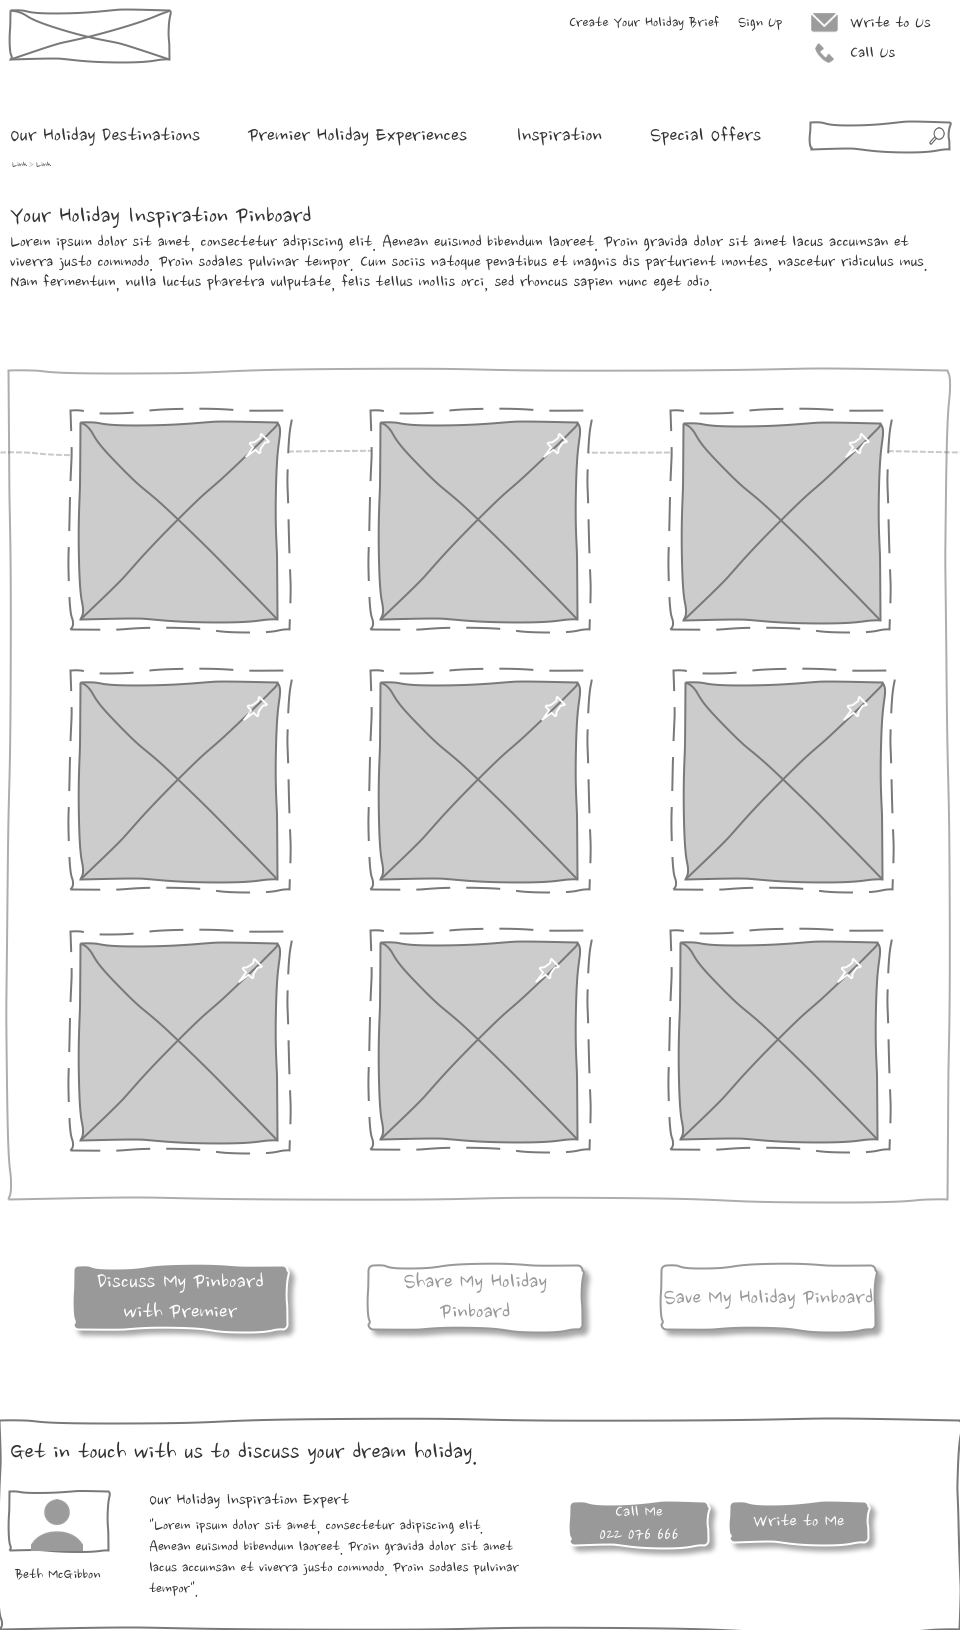 Create Your Holiday Brief Sign Up Write to Us
Call Us
Our Holiday Destinations Premier Holiday Experiences Inspiration Special Offers
Link > Link
Your Holiday Inspiration Pinboard
Lorem ipsum dolor sit amet, consectetur adipiscing elit. Aenean euismod bibendum laoreet. Proin gravida dolor sit amet lacus accumsan et
viverra justo commodo. Proin sodales pulvinar tempor. Cum sociis natoque penatibus et magnis dis parturient montes, nascetur ridiculus mus.
Nam fermentum, nulla luctus pharetra vulputate, felis tellus mollis orci, sed rhoncus sapien nunc eget odio.
Discuss My Pinboard
with Premier
Share My Holiday
Pinboard
Save My Holiday Pinboard
Get in touch with us to discuss your dream holiday.
Our Holiday Inspiration Expert
"Lorem ipsum dolor sit amet, consectetur adipiscing elit.
Aenean euismod bibendum laoreet. Proin gravida dolor sit amet
lacus accumsan et viverra justo commodo. Proin sodales pulvinar
tempor".
Beth McGibbon
Call Me
022 076 666
Write to Me